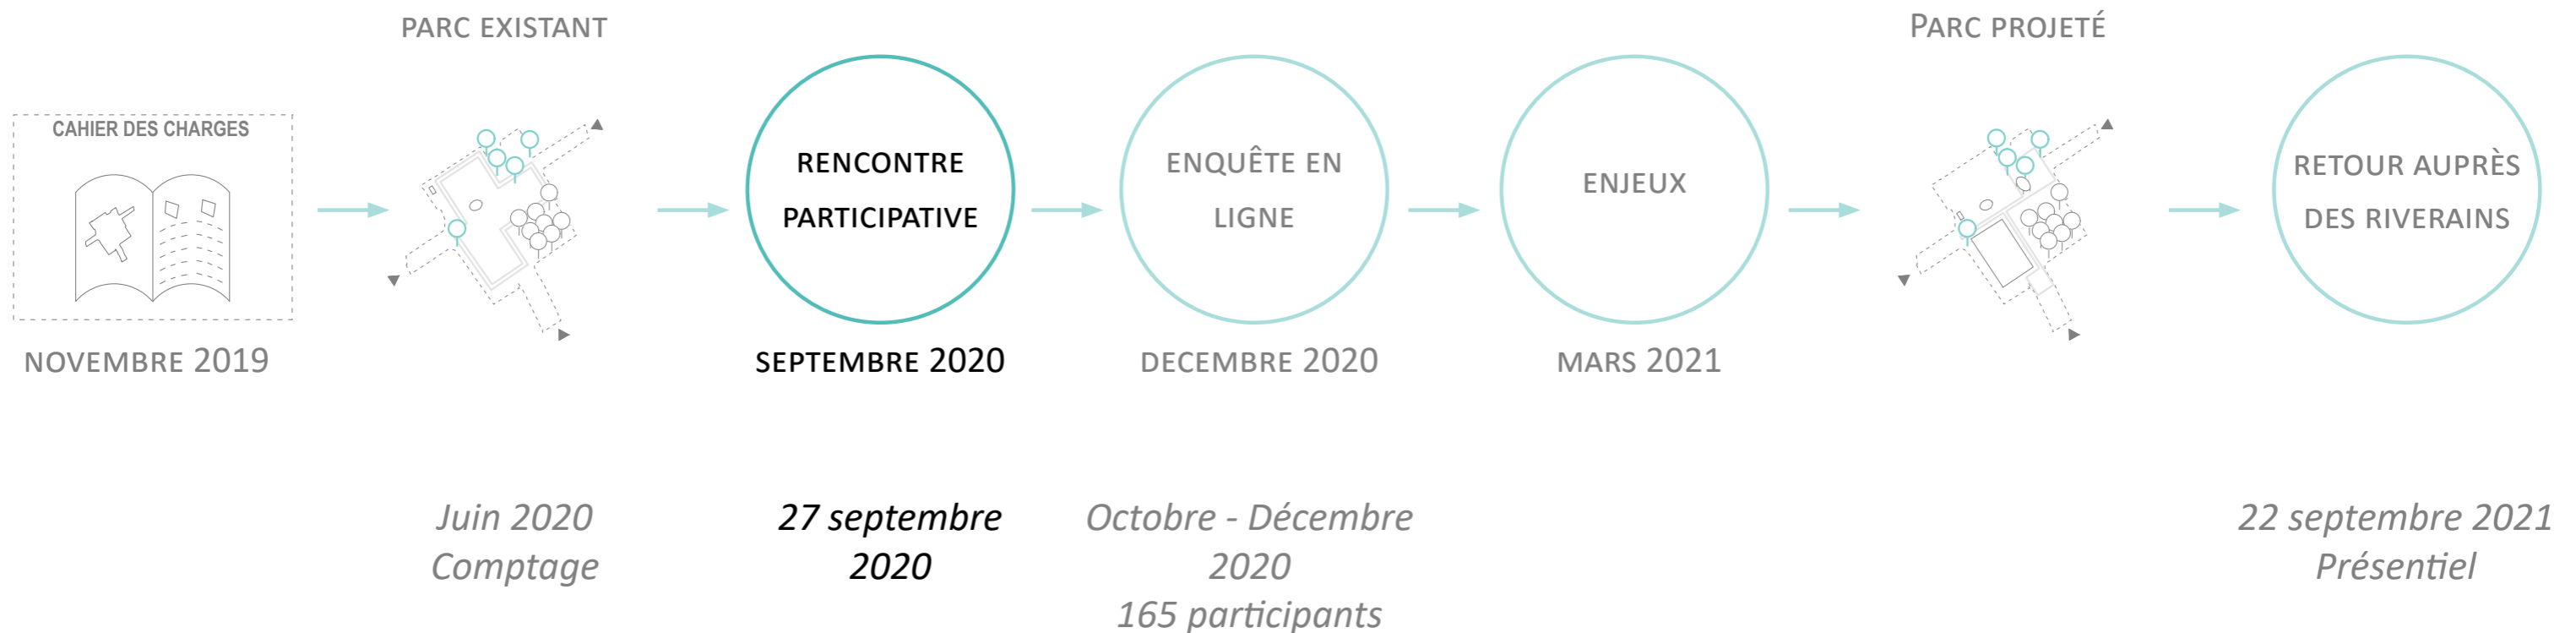 PARC EXISTANT
PARC PROJETÉ
CAHIER DES CHARGES
RENCONTRE
PARTICIPATIVE
ENQUÊTE EN
LIGNE
ENJEUX
RETOUR AUPRÈS
DES RIVERAINS
NOVEMBRE 2019
SEPTEMBRE 2020
DECEMBRE 2020
MARS 2021
Juin 2020
Comptage
27 septembre
2020
Octobre - Décembre
2020
165 participants
22 septembre 2021
Présentiel